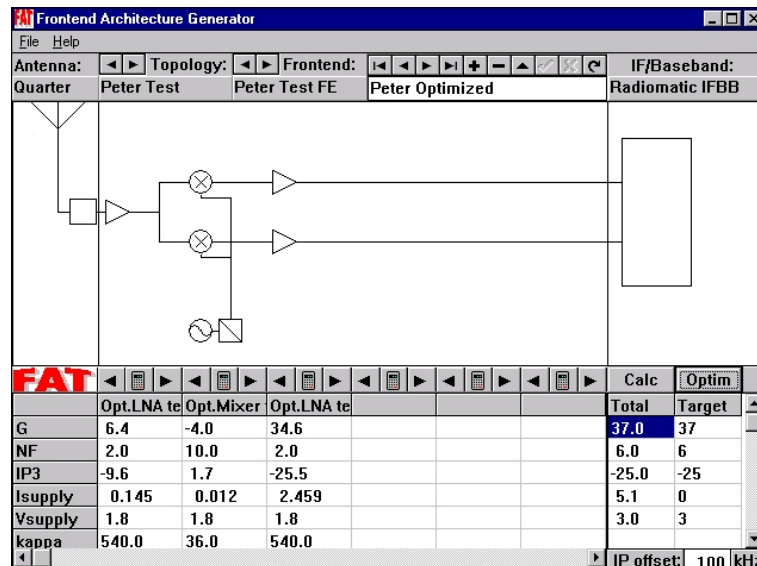 FAT Frontend Architecture Generator
File Help
Antenna: Topology: Frontend: IF/Baseband:
Quarter Peter Test Peter Test FE Peter Optimized Radiomatic IFBB
FAT Calc Optim
Opt.LNA te Opt.Mixer Opt.LNA te Total Target
G 6.4 -4.0 34.6 37.0 37
NF 2.0 10.0 2.0 6.0 6
IP3 -9.6 1.7 -25.5 -25.0 -25
Isupply 0.145 0.012 2.459 5.1 0
Vsupply 1.8 1.8 1.8 3.0 3
kappa 540.0 36.0 540.0
IP offset: 100 kHz